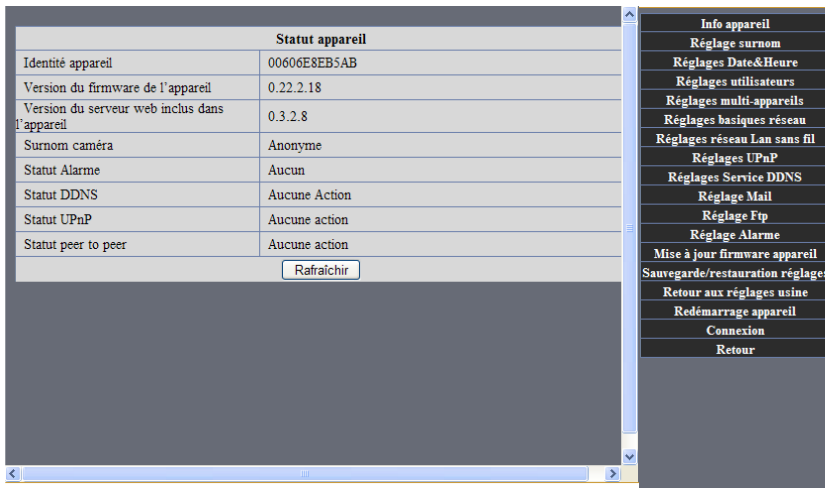 Statut appareil
Identité appareil 00606E8EB5AB
Version du firmware de l'appareil 0.22.2.18
Version du serveur web inclus dans
l'appareil 0.3.2.8
Surnom caméra Anonyme
Statut Alarme Aucun
Statut DDNS Aucune Action
Statut UPnP Aucune action
Statut peer to peer Aucune action
Rafraîchir
Info appareil
Réglage surnom
Réglages Date&Heure
Réglages utilisateurs
Réglages multi-appareils
Réglages basiques réseau
Réglages réseau Lan sans fil
Réglages UPnP
Réglages Service DDNS
Réglage Mail
Réglage Ftp
Réglage Alarme
Mise à jour firmware appareil
Sauvegarde/restauration réglages
Retour aux réglages usine
Redémarrage appareil
Connexion
Retour